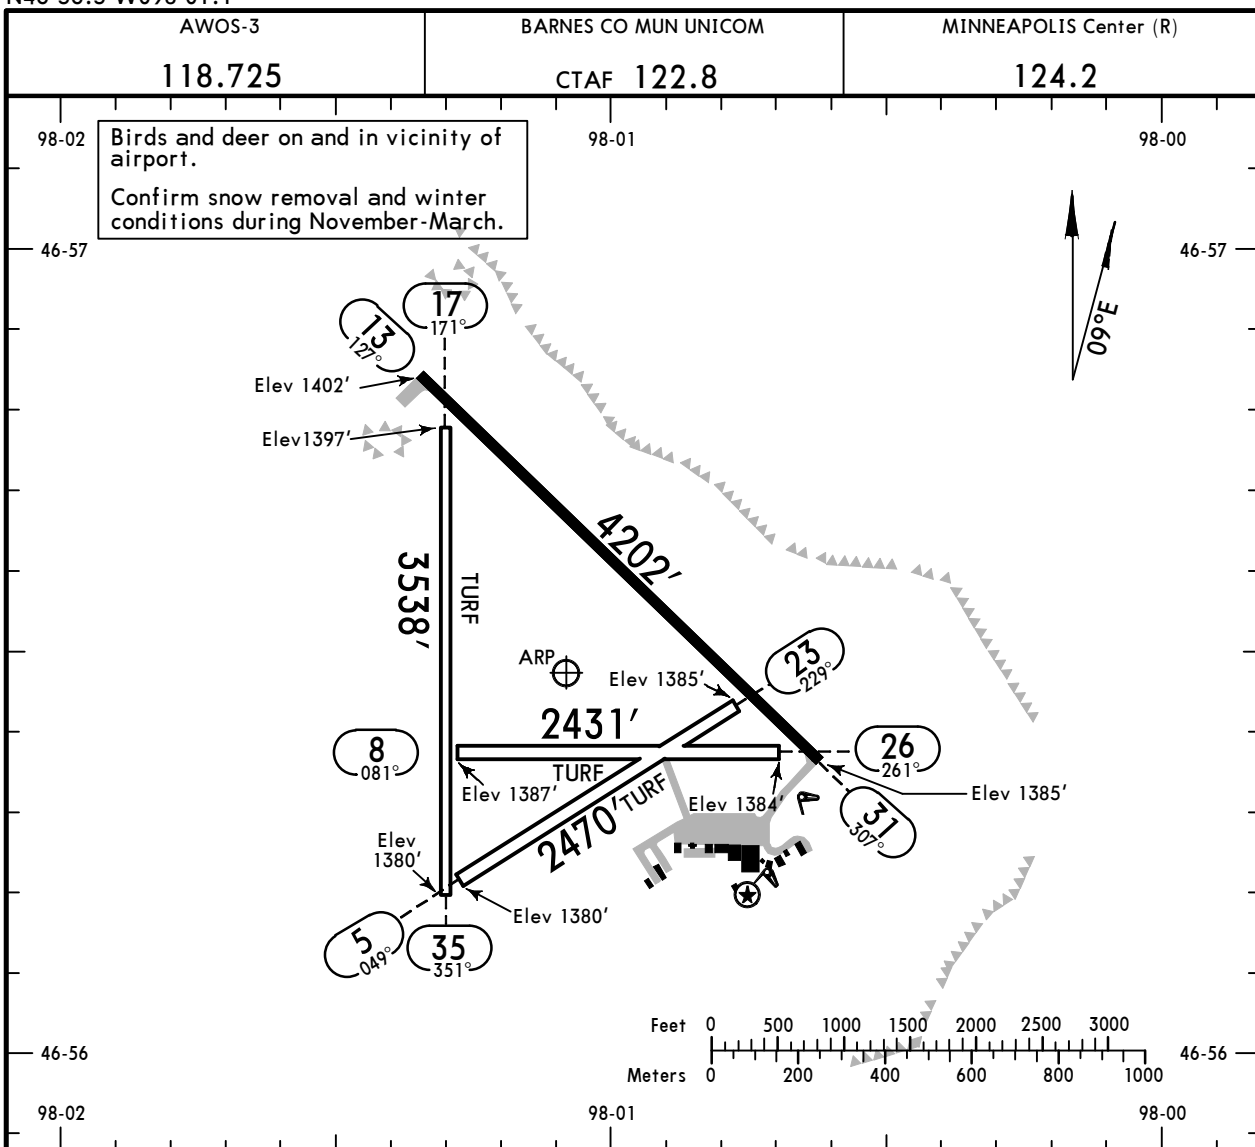 AWOS-3
118.725
BARNES CO MUN UNICOM
CTAF 122.8
MINNEAPOLIS Center (R)
124.2
98-02
98-01
98-00
Birds and deer on and in vicinity of
airport.
Confirm snow removal and winter
conditions during November-March.
46-57
46-57
09°E
17
171°
13
127°
Elev 1402'
Elev1397'
4202'
3538'
TURF
ARP
Elev 1385'
23
229°
2431'
8
081°
TURF
26
261°
Elev 1387'
2470'
TURF
Elev 1384'
Elev 1385'
31
307°
Elev
1380'
Elev 1380'
5
049°
35
351°
Feet 0 500 1000 1500 2000 2500 3000
Meters 0 200 400 600 800 1000
46-56
46-56
98-02
98-01
98-00